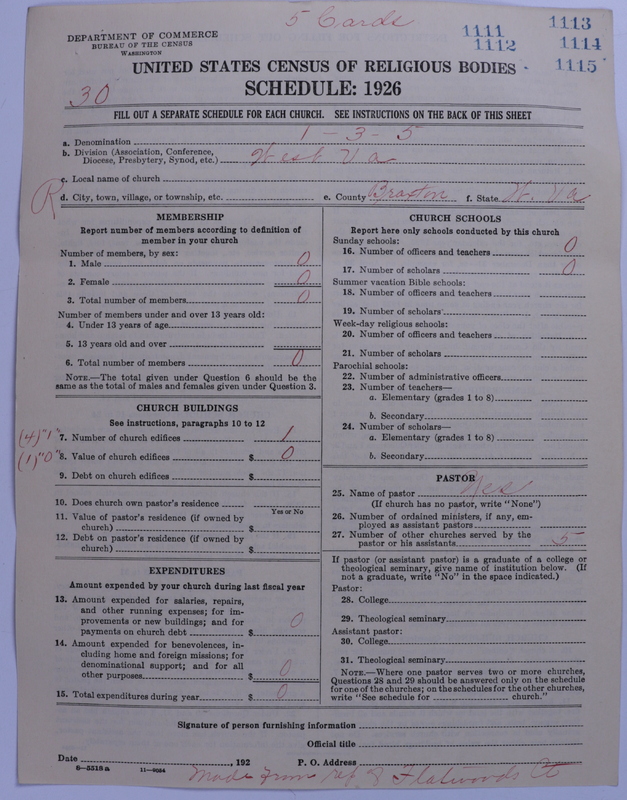 5 Cards
1111
1112
1113
1114
1115
DEPARTMENT OF COMMERCE
BUREAU OF THE CENSUS
WASHINGTON
UNITED STATES CENSUS OF RELIGIOUS BODIES
30
SCHEDULE: 1926
FILL OUT A SEPARATE SCHEDULE FOR EACH CHURCH. SEE INSTRUCTIONS ON THE BACK OF THIS SHEET
a. Denomination 1-3-5
b. Division (Association, Conference,
Diocese, Presbytery, Synod, etc.) West Va
c. Local name of church
R d. City, town, village, or township, etc. e. County Braxton f. State W. Va
MEMBERSHIP
Report number of members according to definition of
member in your church
Number of members, by sex:
1. Male 0
2. Female 0
3. Total number of members 0
Number of members under and over 13 years old:
4. Under 13 years of age
5. 13 years old and over
6. Total number of members 0
NOTE.—The total given under Question 6 should be the
same as the total of males and females given under Question 3.
CHURCH BUILDINGS
See instructions, paragraphs 10 to 12
(4) "1" 7. Number of church edifices 1
(1) "0" 8. Value of church edifices $ 0
9. Debt on church edifices $
10. Does church own pastor's residence
Yes or No
11. Value of pastor's residence (if owned by
church) $
12. Debt on pastor's residence (if owned by
church) $
EXPENDITURES
Amount expended by your church during last fiscal year
13. Amount expended for salaries, repairs,
and other running expenses; for im-
provements or new buildings; and for
payments on church debt $ 0
14. Amount expended for benevolences, in-
cluding home and foreign missions; for
denominational support; and for all
other purposes $ 0
15. Total expenditures during year $ 0
CHURCH SCHOOLS
Report here only schools conducted by this church
Sunday schools:
16. Number of officers and teachers 0
17. Number of scholars 0
Summer vacation Bible schools:
18. Number of officers and teachers
19. Number of scholars
Week-day religious schools:
20. Number of officers and teachers
21. Number of scholars
Parochial schools:
22. Number of administrative officers
23. Number of teachers—
a. Elementary (grades 1 to 8)
b. Secondary
24. Number of scholars—
a. Elementary (grades 1 to 8)
b. Secondary
PASTOR
25. Name of pastor Yes
(If church has no pastor, write "None")
26. Number of ordained ministers, if any, em-
ployed as assistant pastors
27. Number of other churches served by the
pastor or his assistants 5
If pastor (or assistant pastor) is a graduate of a college or
theological seminary, give name of institution below. (If
not a graduate, write "No" in the space indicated.)
Pastor:
28. College
29. Theological seminary
Assistant pastor:
30. College
31. Theological seminary
NOTE.—Where one pastor serves two or more churches,
Questions 28 and 29 should be answered only on the schedule
for one of the churches; on the schedules for the other churches,
write "See schedule for church."
Signature of person furnishing information
Official title
Date , 192 P. O. Address
8—5518a 11—9084
Made from rep of Flatwoods Ct